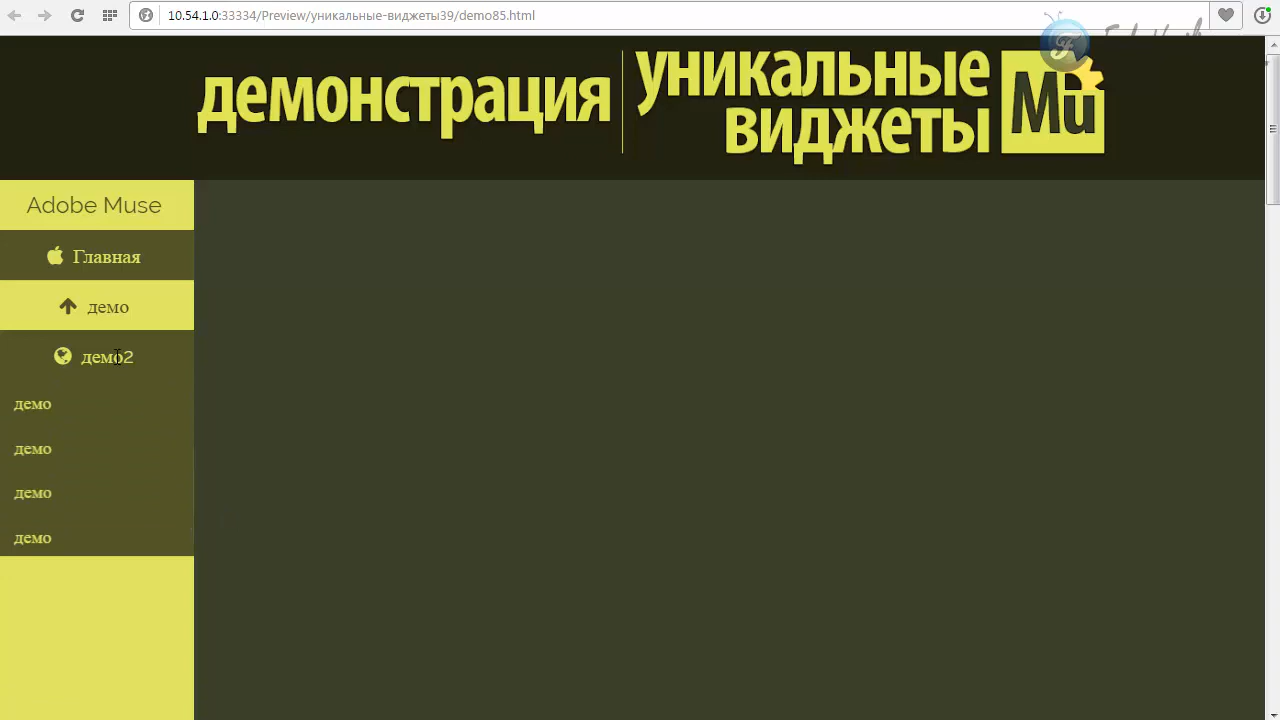 10.54.1.0:33334/Preview/уникальные-виджеты39/demo85.html
демонстрация
уникальные
виджеты
Mu
Adobe Muse
Главная
демо
демо2
демо
демо
демо
демо